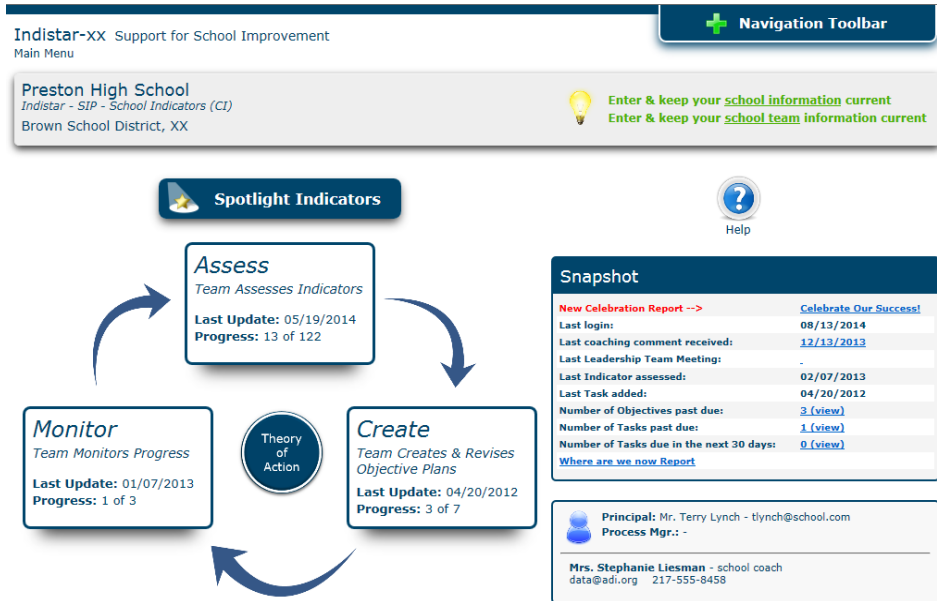 Navigation Toolbar
Indistar-xx Support for School Improvement
Main Menu
Preston High School
Indistar - SIP - School Indicators (CI)
Brown School District, XX
Enter & keep your school information current
Enter & keep your school team information current
Spotlight Indicators
Help
Assess
Team Assesses Indicators
Last Update: 05/19/2014
Progress: 13 of 122
Monitor
Team Monitors Progress
Last Update: 01/07/2013
Progress: 1 of 3
Theory
of
Action
Create
Team Creates & Revises
Objective Plans
Last Update: 04/20/2012
Progress: 3 of 7
Snapshot
New Celebration Report --> Celebrate Our Success!
Last login: 08/13/2014
Last coaching comment received: 12/13/2013
Last Leadership Team Meeting: -
Last Indicator assessed: 02/07/2013
Last Task added: 04/20/2012
Number of Objectives past due: 3 (view)
Number of Tasks past due: 1 (view)
Number of Tasks due in the next 30 days: 0 (view)
Where are we now Report
Principal: Mr. Terry Lynch - tlynch@school.com
Process Mgr.: -
Mrs. Stephanie Liesman - school coach
data@adi.org 217-555-8458